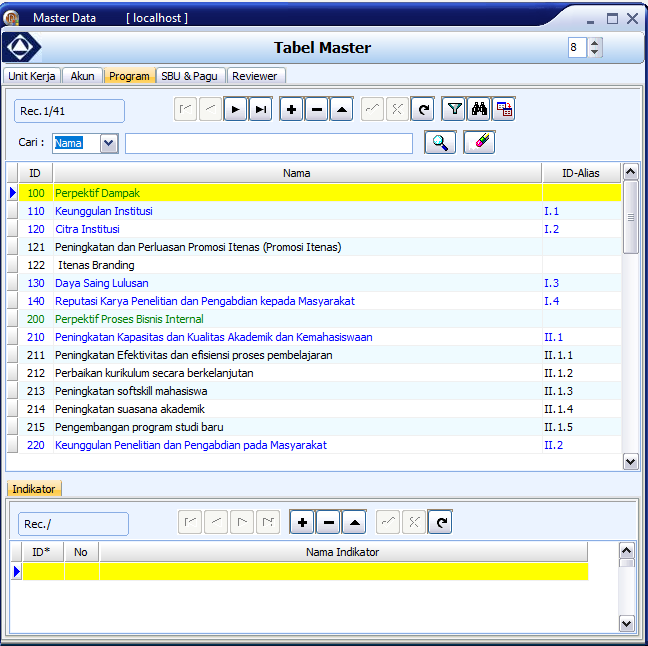 Master Data [ localhost ]
Tabel Master
8
Unit Kerja Akun Program SBU & Pagu Reviewer
Rec. 1/41
Cari : Nama
ID Nama ID-Alias
100 Perpektif Dampak
110 Keunggulan Institusi I.1
120 Citra Institusi I.2
121 Peningkatan dan Perluasan Promosi Itenas (Promosi Itenas)
122 Itenas Branding
130 Daya Saing Lulusan I.3
140 Reputasi Karya Penelitian dan Pengabdian kepada Masyarakat I.4
200 Perpektif Proses Bisnis Internal
210 Peningkatan Kapasitas dan Kualitas Akademik dan Kemahasiswaan II.1
211 Peningkatan Efektivitas dan efisiensi proses pembelajaran II.1.1
212 Perbaikan kurikulum secara berkelanjutan II.1.2
213 Peningkatan softskill mahasiswa II.1.3
214 Peningkatan suasana akademik II.1.4
215 Pengembangan program studi baru II.1.5
220 Keunggulan Penelitian dan Pengabdian pada Masyarakat II.2
Indikator
Rec./
ID* No Nama Indikator